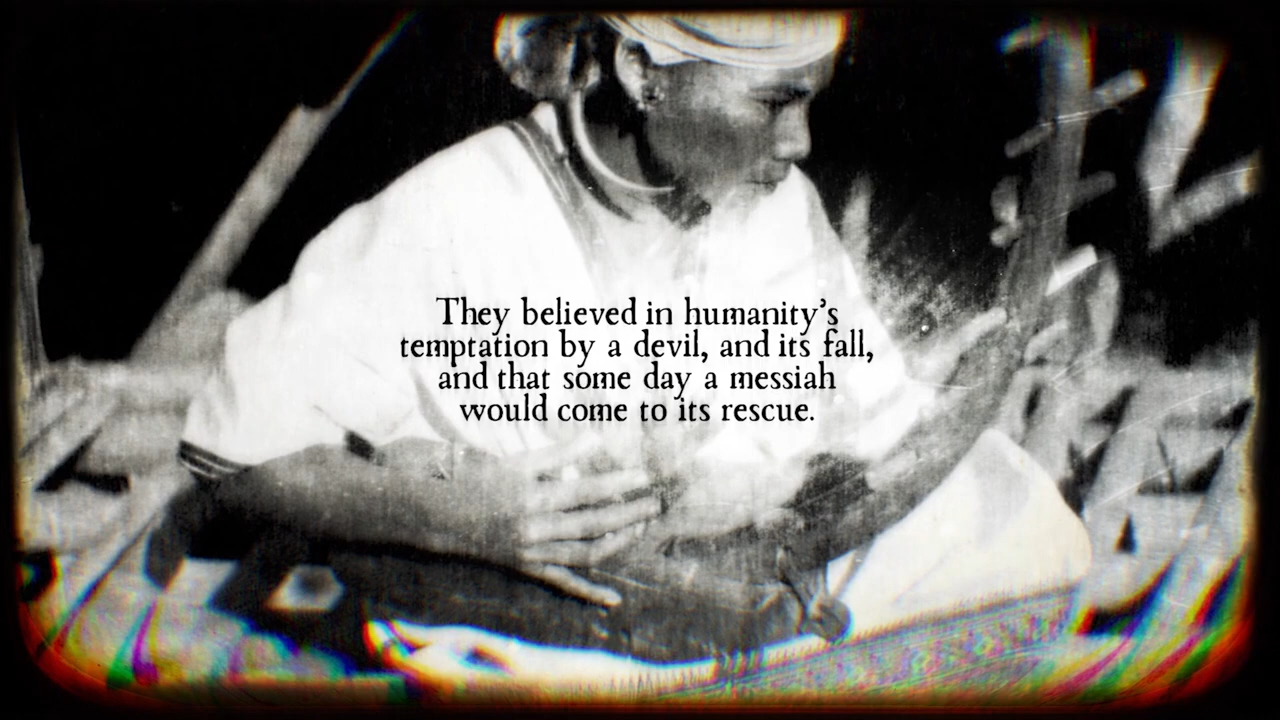 They believed in humanity's
temptation by a devil, and its fall,
and that some day a messiah
would come to its rescue.